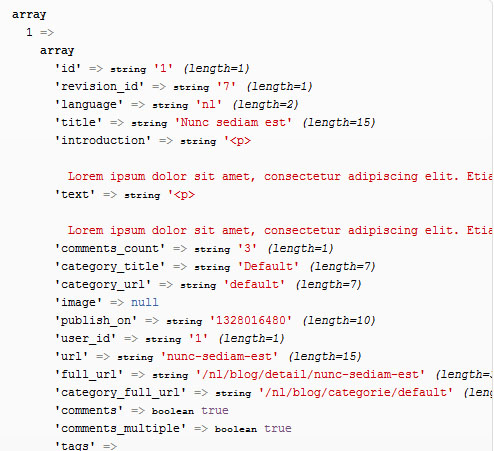 array
1 =>
array
'id' => string '1' (length=1)
'revision_id' => string '7' (length=1)
'language' => string 'nl' (length=2)
'title' => string 'Nunc sediam est' (length=15)
'introduction' => string '<p>
Lorem ipsum dolor sit amet, consectetur adipiscing elit. Etia
'text' => string '<p>
Lorem ipsum dolor sit amet, consectetur adipiscing elit. Etia
'comments_count' => string '3' (length=1)
'category_title' => string 'Default' (length=7)
'category_url' => string 'default' (length=7)
'image' => null
'publish_on' => string '1328016480' (length=10)
'user_id' => string '1' (length=1)
'url' => string 'nunc-sediam-est' (length=15)
'full_url' => string '/nl/blog/detail/nunc-sediam-est' (length=
'category_full_url' => string '/nl/blog/categorie/default' (len
'comments' => boolean true
'comments_multiple' => boolean true
'tags' =>